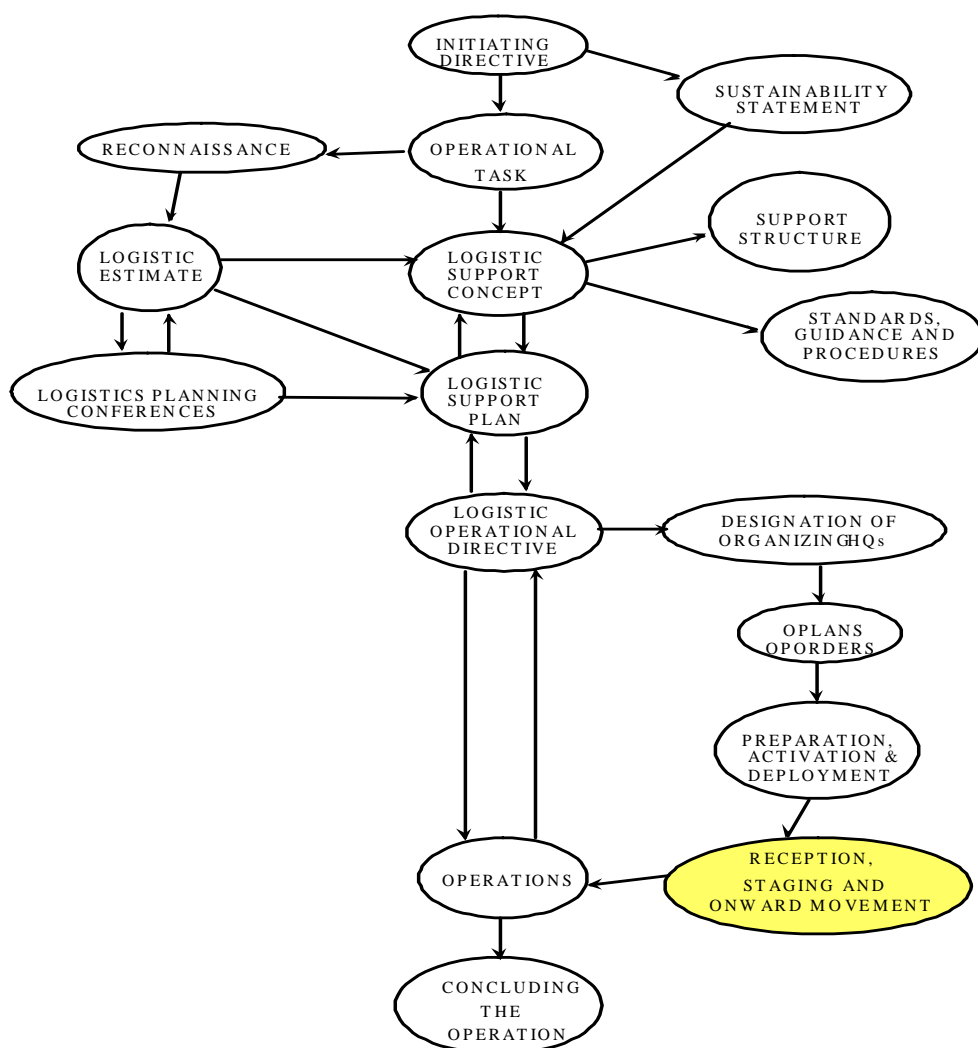 INITIATING
DIRECTIVE
SUSTAINABILITY
STATEMENT
RECONNAISSANCE
OPERATIONAL
TASK
SUPPORT
STRUCTURE
LOGISTIC
ESTIMATE
LOGISTIC
SUPPORT
CONCEPT
STANDARDS,
GUIDANCE AND
PROCEDURES
LOGISTICS PLANNING
CONFERENCES
LOGISTIC
SUPPORT
PLAN
LOGISTIC
OPERATIONAL
DIRECTIVE
DESIGNATION OF
ORGANIZING HQs
OPLANS
OPORDERS
PREPARATION,
ACTIVATION &
DEPLOYMENT
RECEPTION,
STAGING AND
ONWARD MOVEMENT
OPERATIONS
CONCLUDING
THE
OPERATION